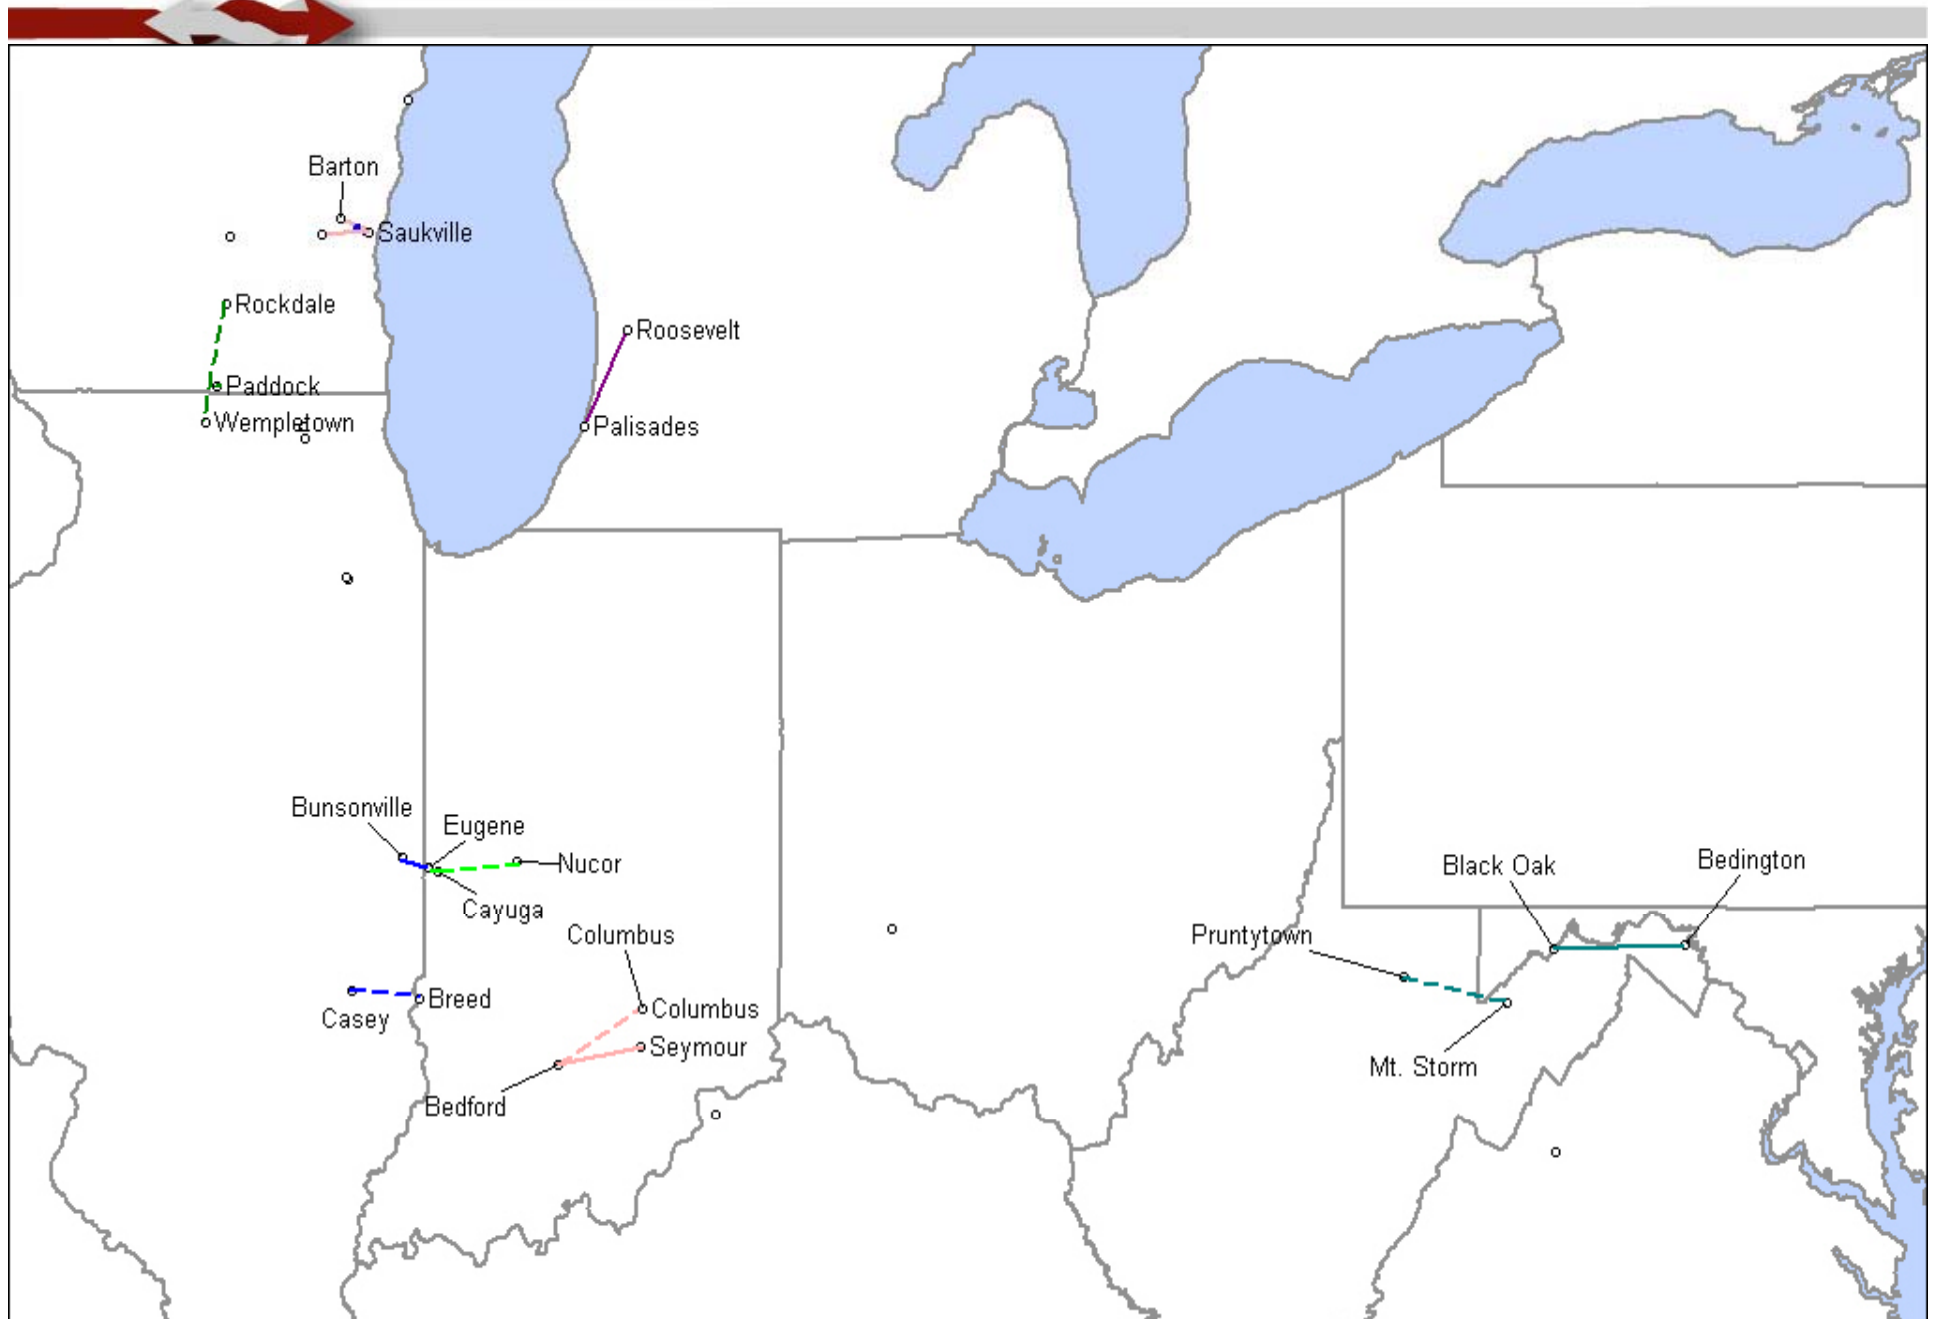 Barton
Saukville
Rockdale
Roosevelt
Paddock
Wempletown
Palisades
Bunsonville
Eugene
Nucor
Black Oak
Bedington
Cayuga
Columbus
Pruntytown
Breed
Columbus
Casey
Seymour
Mt. Storm
Bedford